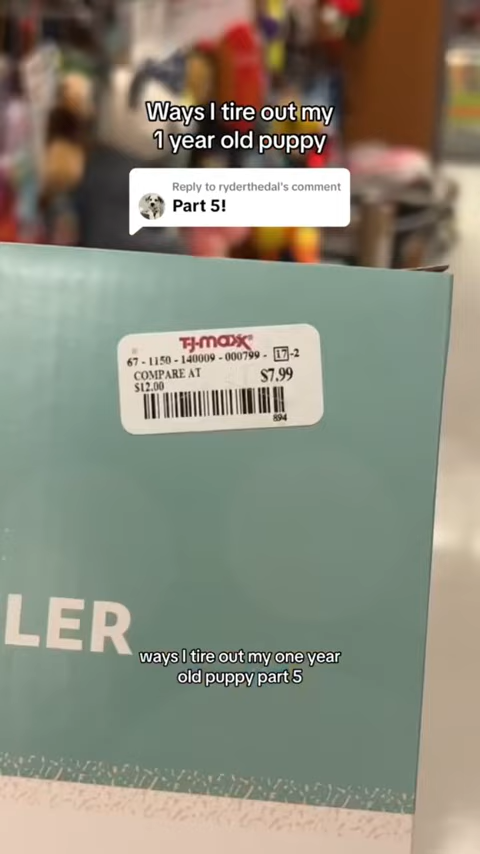 Ways I tire out my
1 year old puppy
Reply to ryderthedal's comment
Part 5!
T.J.maxx
67 - 1150 - 140009 - 000799 - 17 -2
COMPARE AT
$7.99
$12.00
894
LER
ways I tire out my one year
old puppy part 5